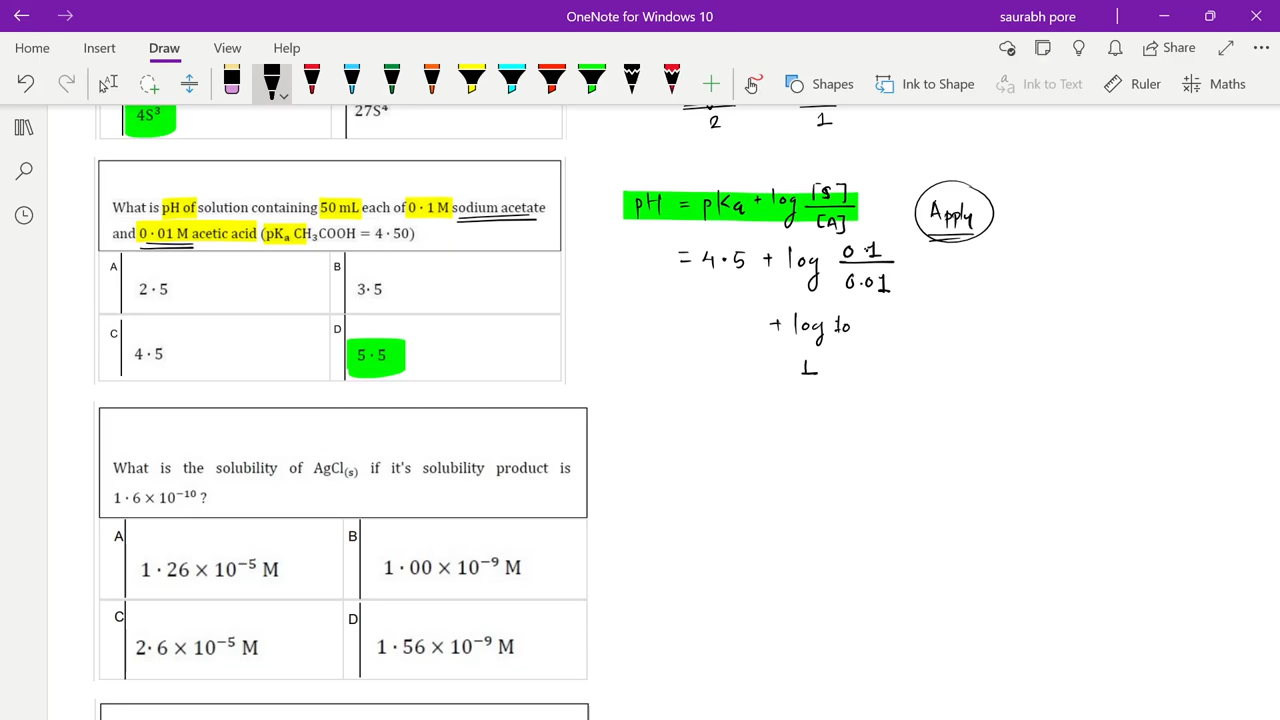 OneNote for Windows 10
saurabh pore
Home Insert Draw View Help
Share
Shapes
Ink to Shape
Ink to Text
Ruler
Maths
4S³
27S⁴
2
1
What is pH of solution containing 50 mL each of 0·1 M sodium acetate
and 0·01 M acetic acid (pKₐ CH₃COOH = 4·50)
A 2·5
B 3·5
C 4·5
D 5·5
pH = pKa + log [S]/[A]
= 4.5 + log 0.1/0.01
+ log 10
1
Apply
What is the solubility of AgCl₍ₛ₎ if it's solubility product is
1·6 × 10⁻¹⁰ ?
A 1·26 × 10⁻⁵ M
B 1·00 × 10⁻⁹ M
C 2·6 × 10⁻⁵ M
D 1·56 × 10⁻⁹ M